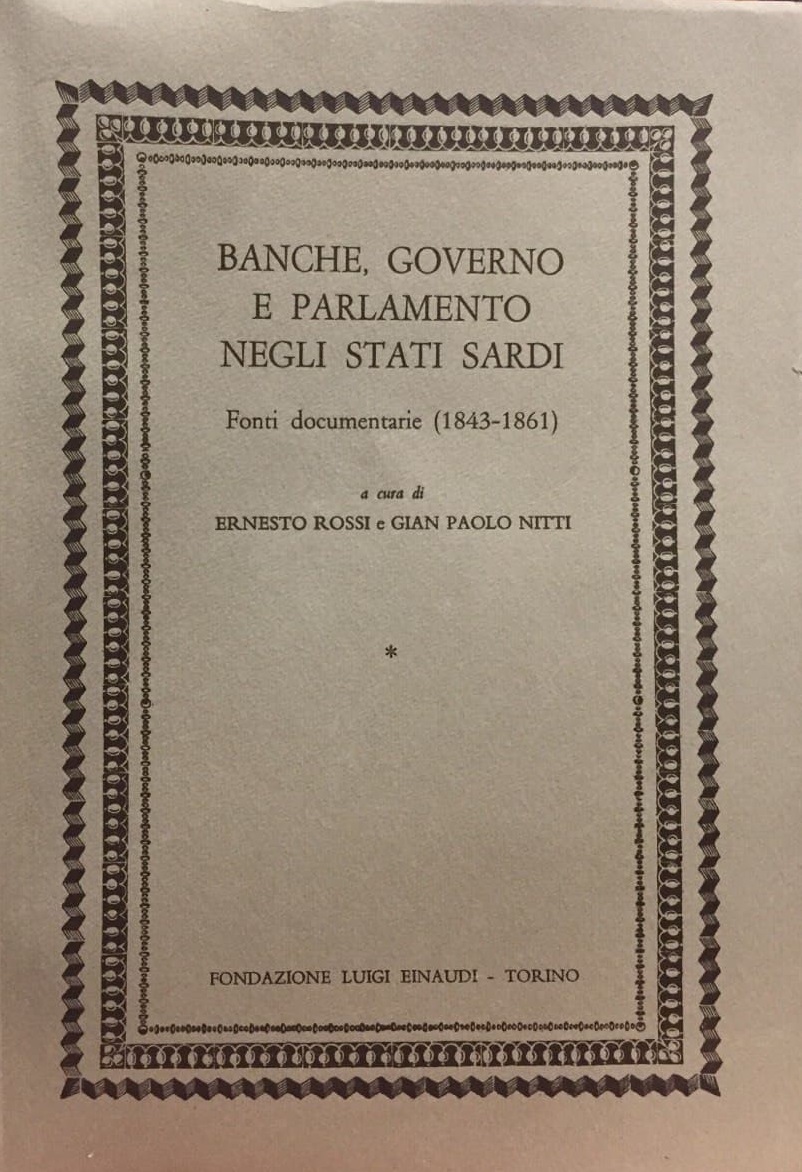 BANCHE, GOVERNO
E PARLAMENTO
NEGLI STATI SARDI
Fonti documentarie (1843-1861)
a cura di
ERNESTO ROSSI e GIAN PAOLO NITTI
*
FONDAZIONE LUIGI EINAUDI - TORINO